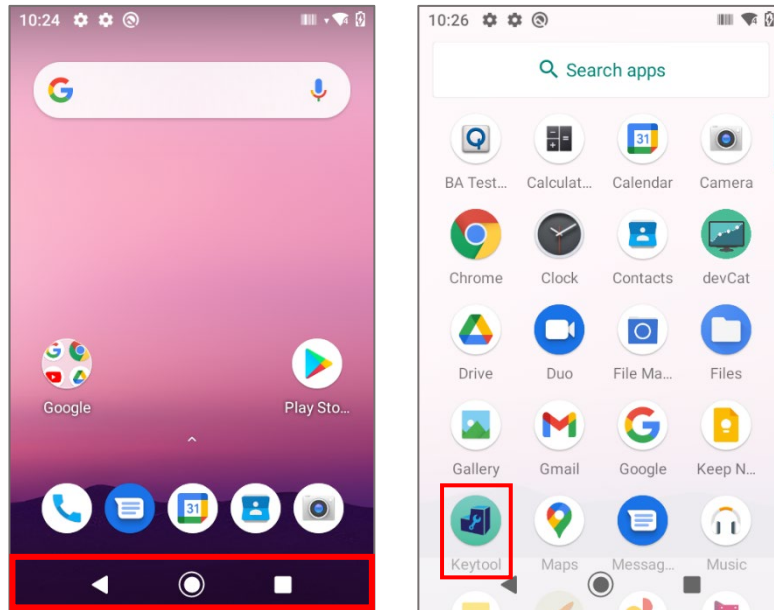 10:24
Google
Play Sto...
31
10:26
Search apps
31
BA Test...
Calculat...
Calendar
Camera
Chrome
Clock
Contacts
devCat
Drive
Duo
File Ma...
Files
Gallery
Gmail
Google
Keep N...
Keytool
Maps
Messag...
Music